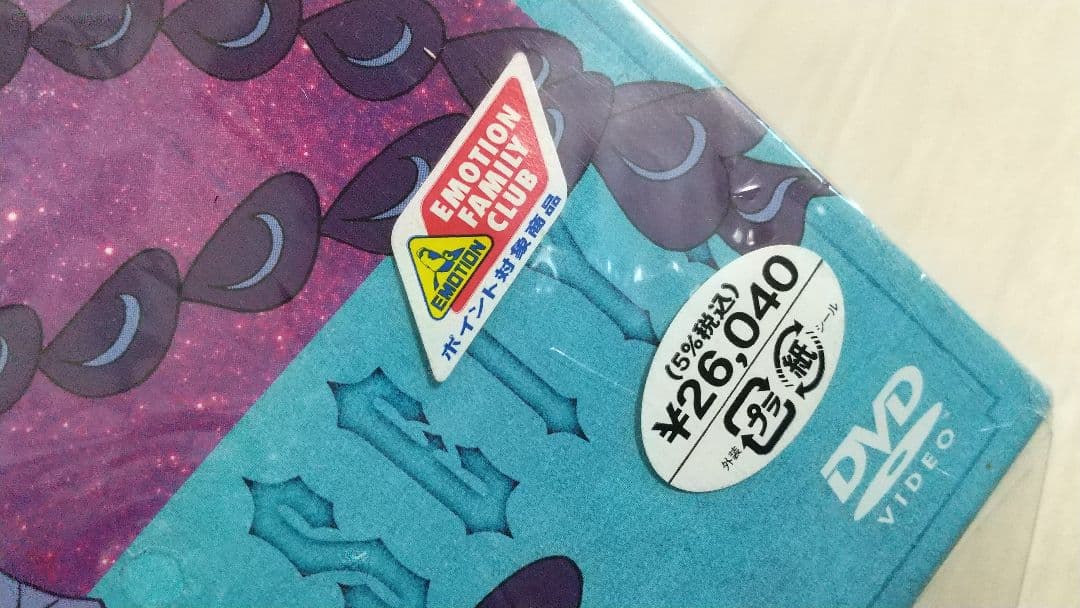 EMOTION
FAMILY
CLUB
EMOTION
ポイント対象商品
(5%税込)
¥26,040
外装 プラ 紙 シール
DVD
VIDEO